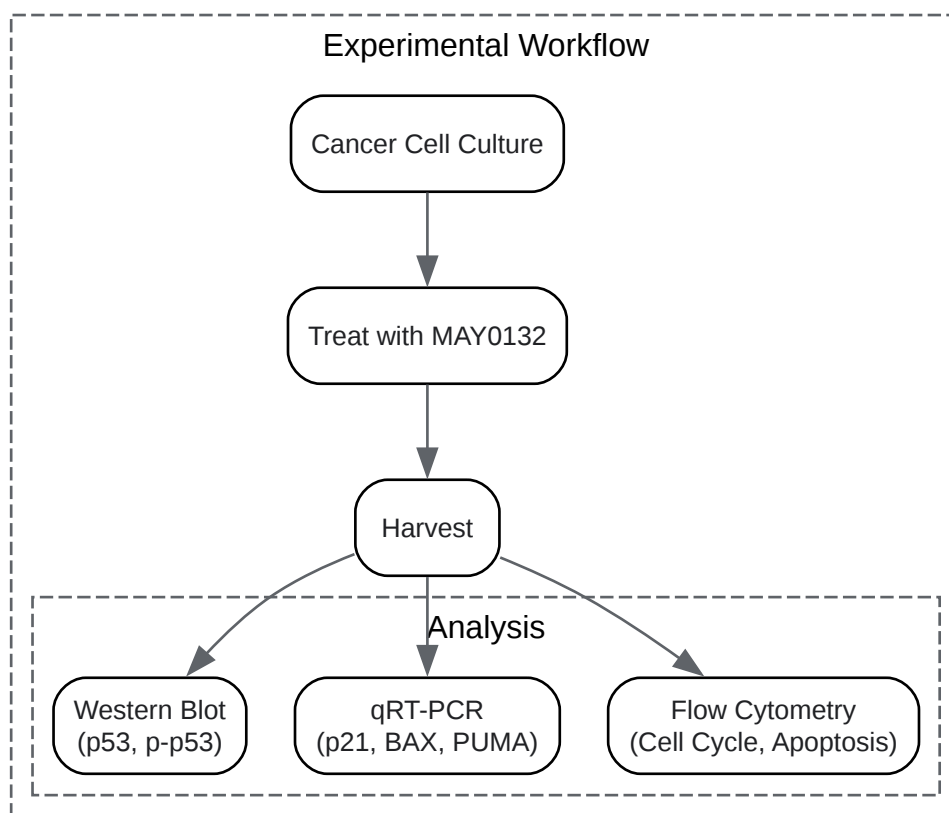 Experimental Workflow
Cancer Cell Culture
Treat with MAY0132
Harvest
Analysis
Western Blot
(p53, p-p53)
qRT-PCR
(p21, BAX, PUMA)
Flow Cytometry
(Cell Cycle, Apoptosis)